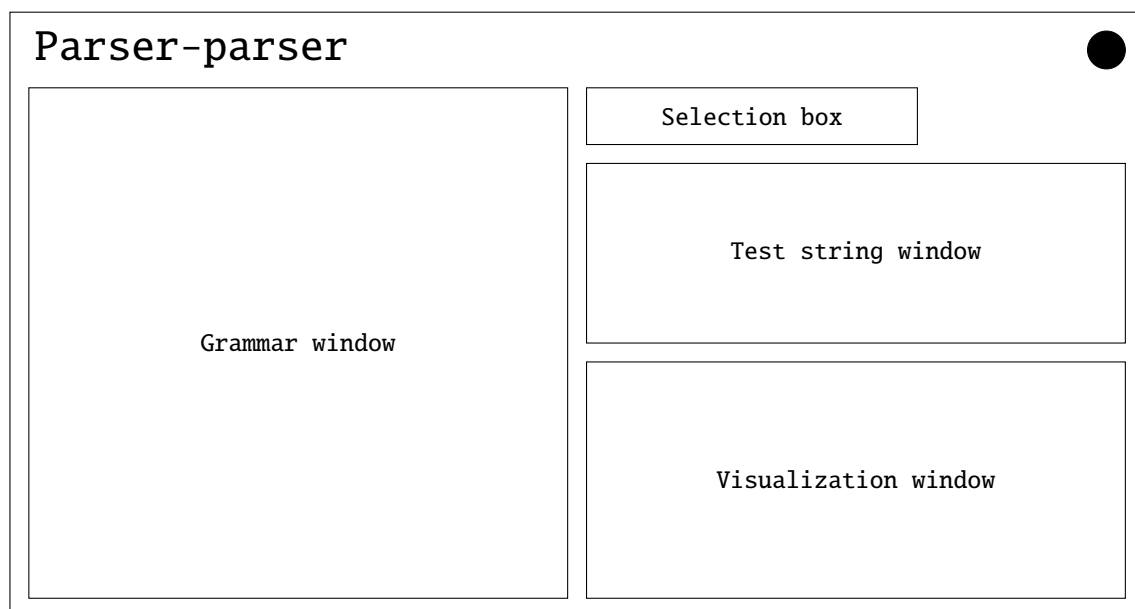 Parser-parser
Selection box
Test string window
Grammar window
Visualization window